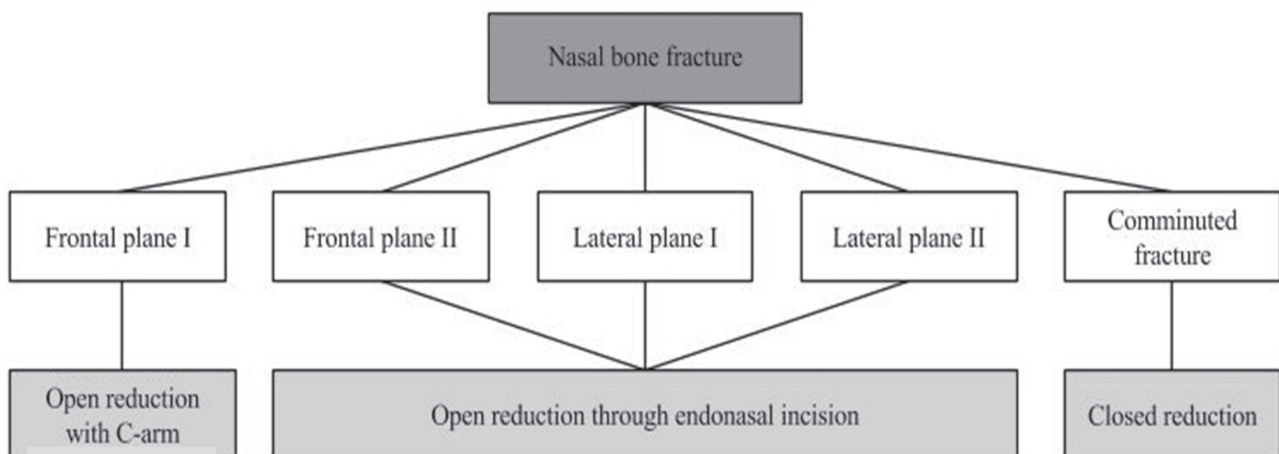 Nasal bone fracture
Frontal plane I
Frontal plane II
Lateral plane I
Lateral plane II
Comminuted
fracture
Open reduction
with C-arm
Open reduction through endonasal incision
Closed reduction